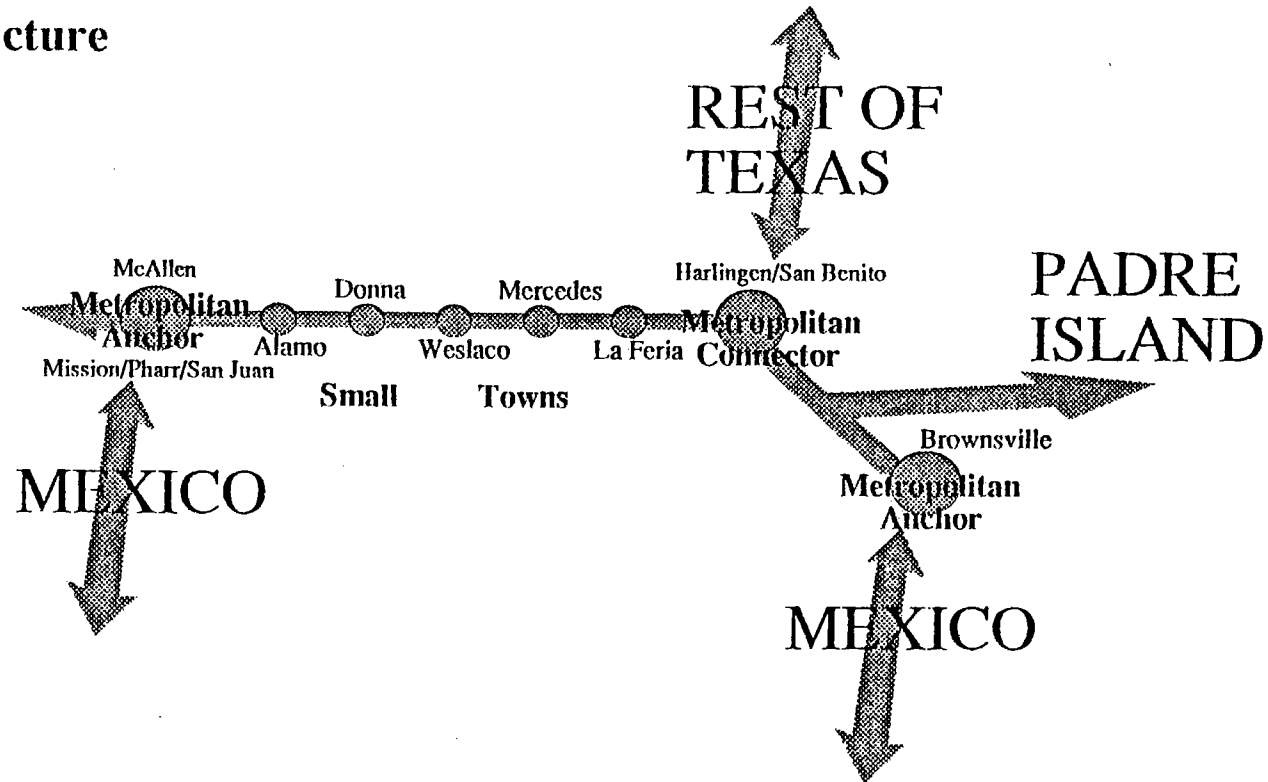 cture
REST OF
TEXAS
McAllen
Metropolitan
Anchor
Mission/Pharr/San Juan
Alamo
Donna
Weslaco
Mercedes
La Feria
Small Towns
Harlingen/San Benito
Metropolitan
Connector
PADRE
ISLAND
Brownsville
Metropolitan
Anchor
MEXICO
MEXICO